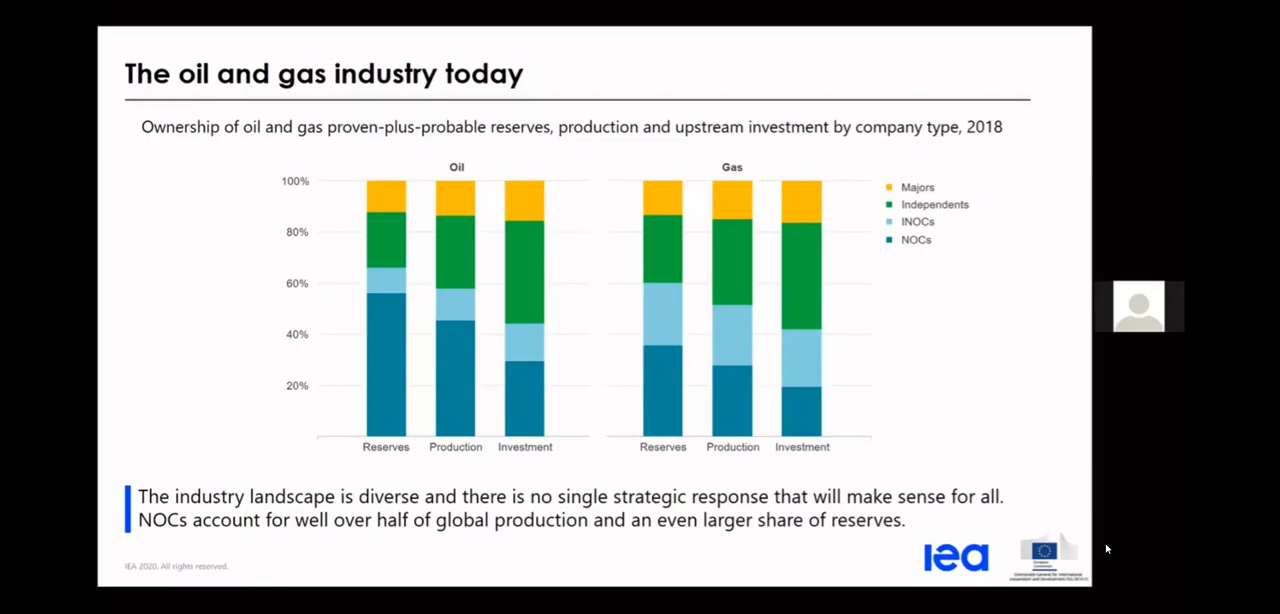 The oil and gas industry today
Ownership of oil and gas proven-plus-probable reserves, production and upstream investment by company type, 2018
Oil
Gas
100%
80%
60%
40%
20%
Reserves
Production
Investment
Reserves
Production
Investment
Majors
Independents
INOCs
NOCs
The industry landscape is diverse and there is no single strategic response that will make sense for all.
NOCs account for well over half of global production and an even larger share of reserves.
IEA 2020. All rights reserved.
iea
European
Commission